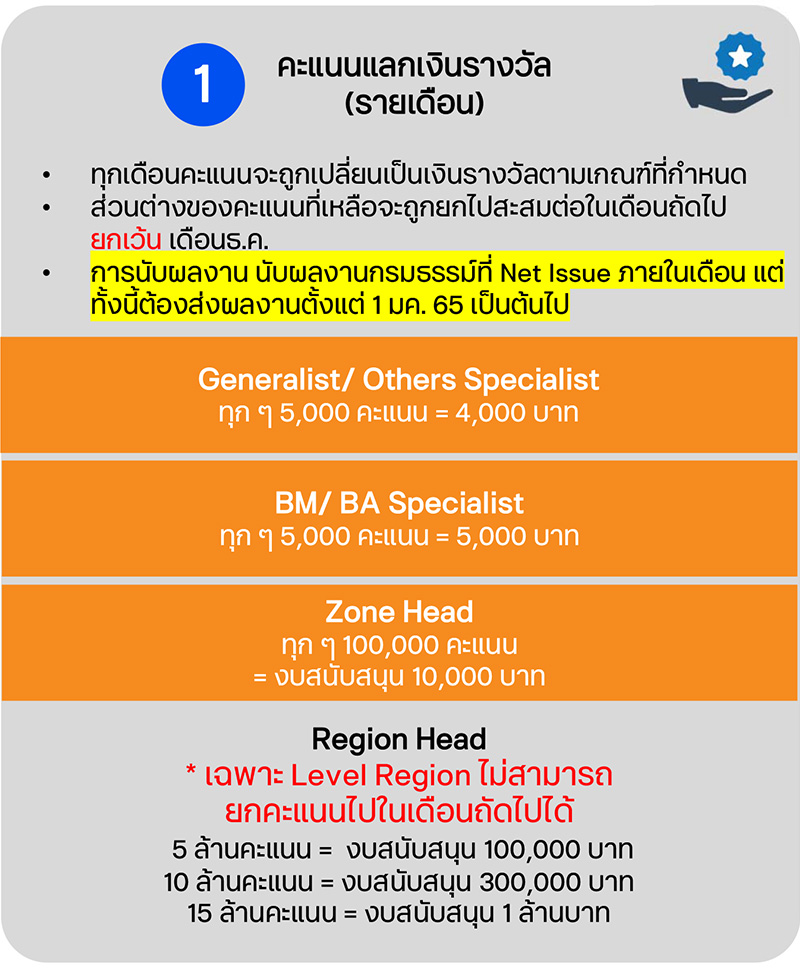 1
คะแนนแลกเงินรางวัล
(รายเดือน)
• ทุกเดือนคะแนนจะถูกเปลี่ยนเป็นเงินรางวัลตามเกณฑ์ที่กำหนด
• ส่วนต่างของคะแนนที่เหลือจะถูกยกไปสะสมต่อในเดือนถัดไป
ยกเว้น เดือนธ.ค.
• การนับผลงาน นับผลงานกรมธรรม์ที่ Net Issue ภายในเดือน แต่
ทั้งนี้ต้องส่งผลงานตั้งแต่ 1 มค. 65 เป็นต้นไป
Generalist/ Others Specialist
ทุก ๆ 5,000 คะแนน = 4,000 บาท
BM/ BA Specialist
ทุก ๆ 5,000 คะแนน = 5,000 บาท
Zone Head
ทุก ๆ 100,000 คะแนน
= งบสนับสนุน 10,000 บาท
Region Head
* เฉพาะ Level Region ไม่สามารถ
ยกคะแนนไปในเดือนถัดไปได้
5 ล้านคะแนน = งบสนับสนุน 100,000 บาท
10 ล้านคะแนน = งบสนับสนุน 300,000 บาท
15 ล้านคะแนน = งบสนับสนุน 1 ล้านบาท